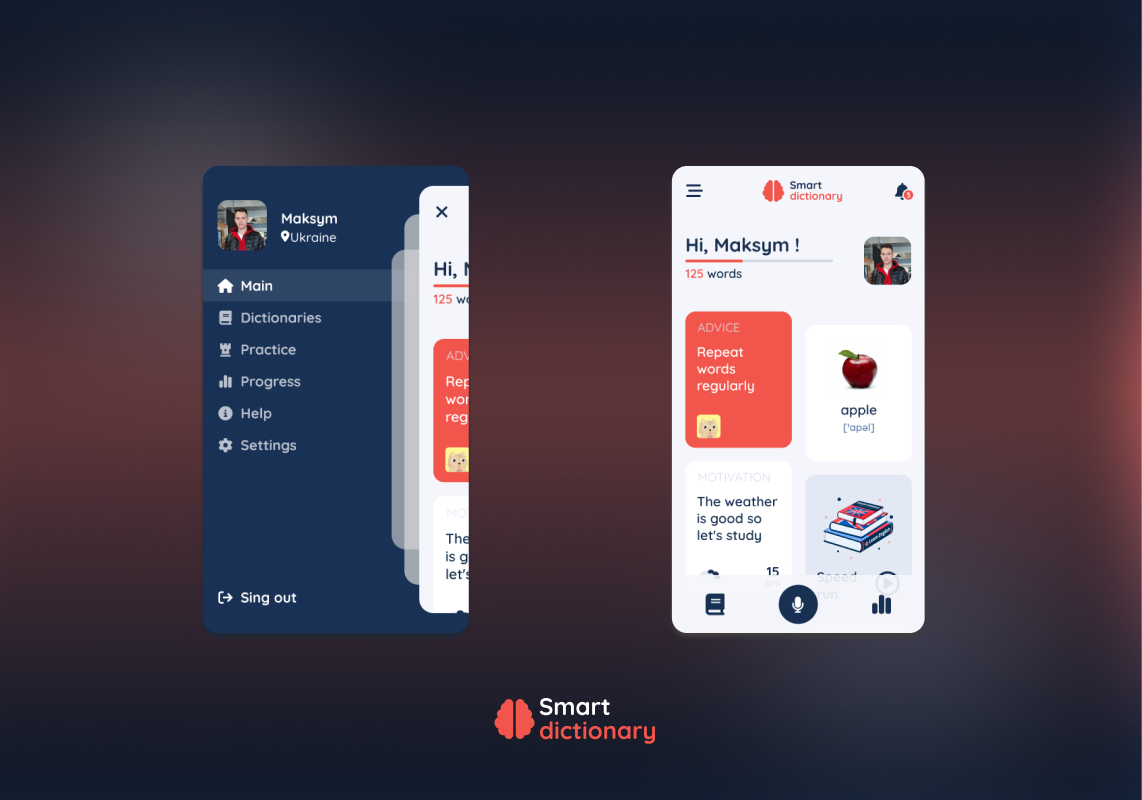 Maksym
Ukraine
Main
Dictionaries
Practice
Progress
Help
Settings
Sing out
Hi, M
125 wo
ADV
Rep
wor
reg
MOT
The
is g
let's
Smart
dictionary
3
Hi, Maksym !
125 words
ADVICE
Repeat
words
regularly
apple
['apəl]
MOTIVATION
The weather
is good so
let's study
15
APR
Speed
run
Smart
dictionary